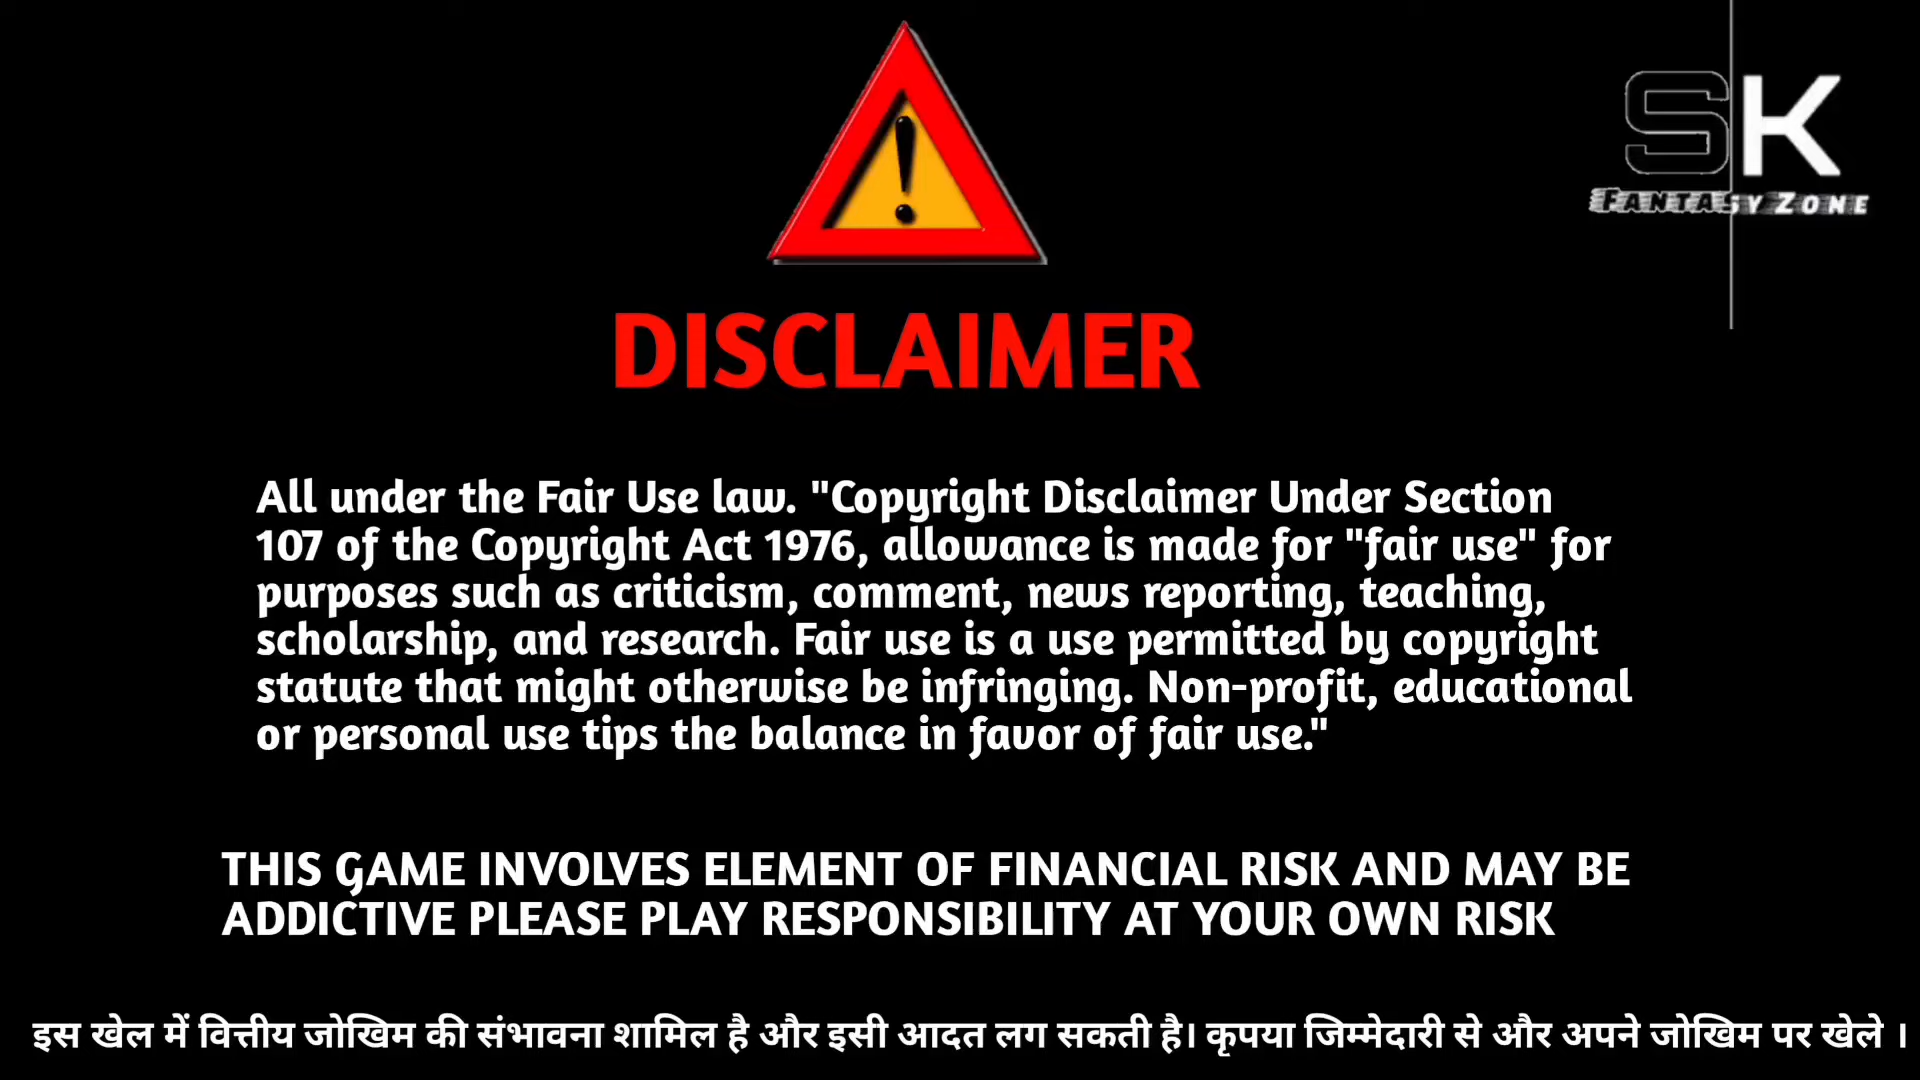 SK
FANTASY ZONE
DISCLAIMER
All under the Fair Use law. "Copyright Disclaimer Under Section
107 of the Copyright Act 1976, allowance is made for "fair use" for
purposes such as criticism, comment, news reporting, teaching,
scholarship, and research. Fair use is a use permitted by copyright
statute that might otherwise be infringing. Non-profit, educational
or personal use tips the balance in favor of fair use."
THIS GAME INVOLVES ELEMENT OF FINANCIAL RISK AND MAY BE
ADDICTIVE PLEASE PLAY RESPONSIBILITY AT YOUR OWN RISK
इस खेल में वित्तीय जोखिम की संभावना शामिल है और इसी आदत लग सकती है। कृपया जिम्मेदारी से और अपने जोखिम पर खेले ।